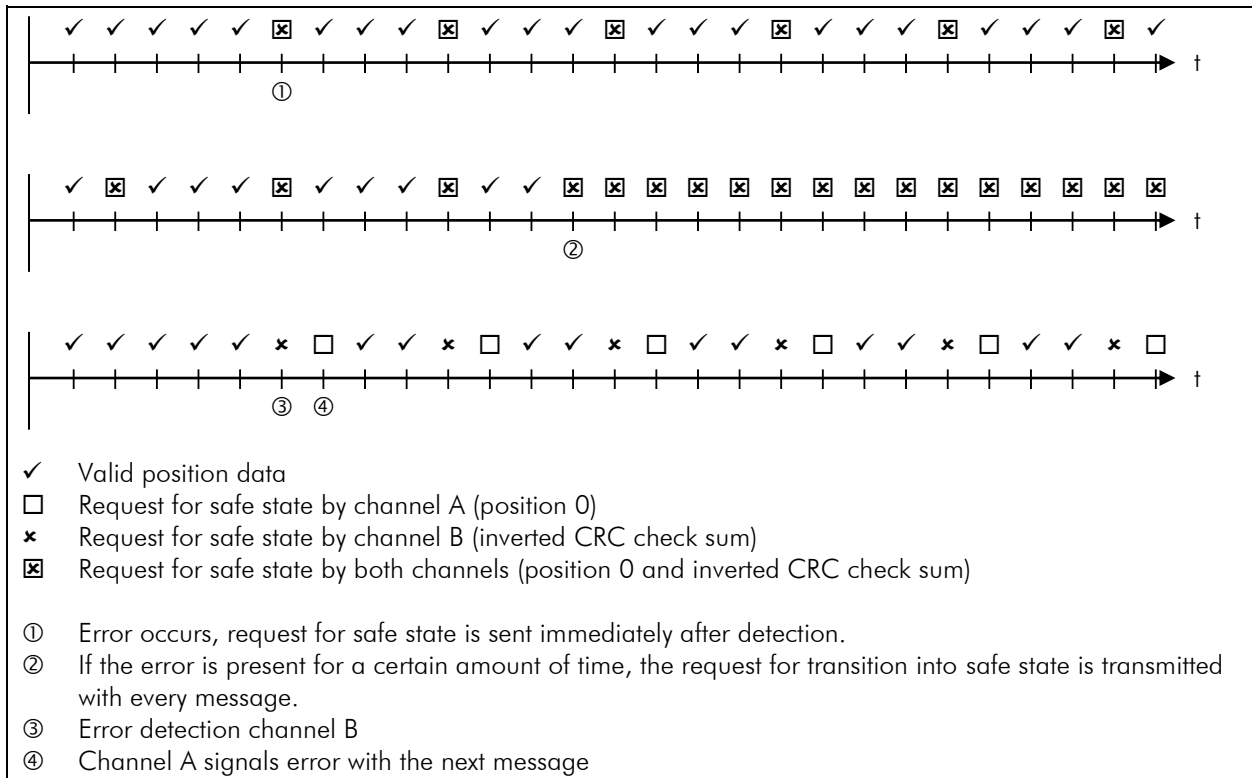 ✓ ✓ ✓ ✓ ✓ ☒ ✓ ✓ ✓ ☒ ✓ ✓ ✓ ☒ ✓ ✓ ✓ ☒ ✓ ✓ ✓ ☒ ✓ ✓ ✓ ☒ ✓
t
①
✓ ☒ ✓ ✓ ✓ ☒ ✓ ✓ ✓ ☒ ✓ ✓ ☒ ☒ ☒ ☒ ☒ ☒ ☒ ☒ ☒ ☒ ☒ ☒ ☒ ☒ ☒
t
②
✓ ✓ ✓ ✓ ✓ × □ ✓ ✓ × □ ✓ ✓ × □ ✓ ✓ × □ ✓ ✓ × □ ✓ ✓ × □
t
③ ④
✓ Valid position data
□ Request for safe state by channel A (position 0)
× Request for safe state by channel B (inverted CRC check sum)
☒ Request for safe state by both channels (position 0 and inverted CRC check sum)
① Error occurs, request for safe state is sent immediately after detection.
② If the error is present for a certain amount of time, the request for transition into safe state is transmitted
with every message.
③ Error detection channel B
④ Channel A signals error with the next message